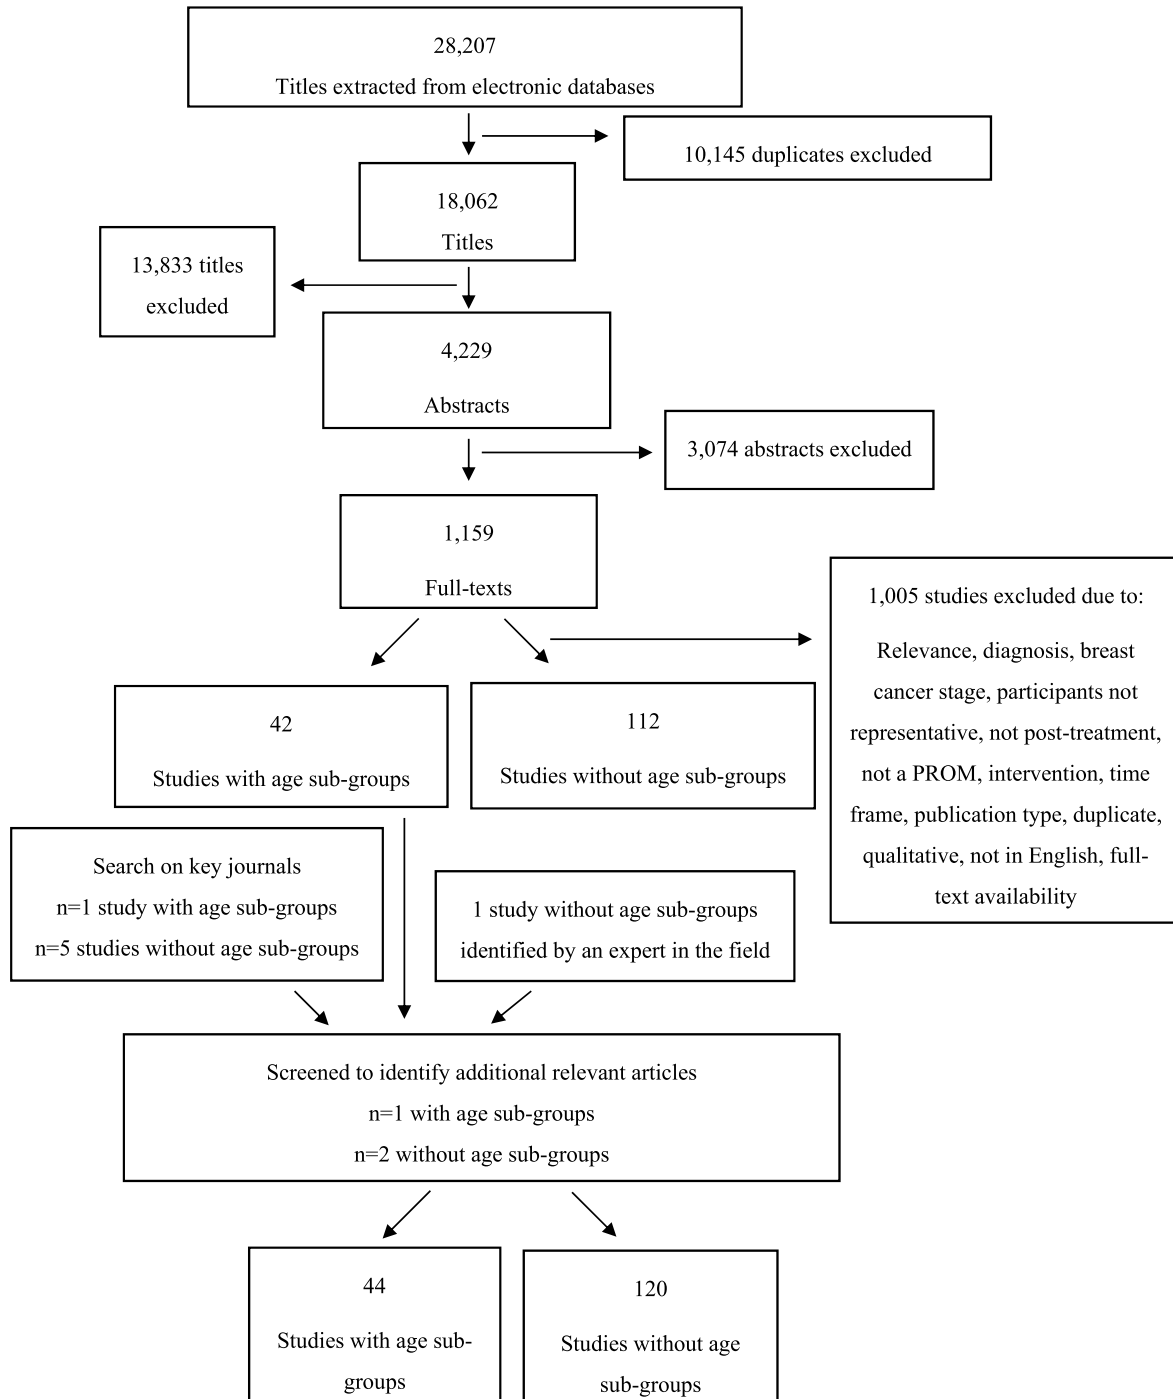 28,207
Titles extracted from electronic databases
10,145 duplicates excluded
18,062
Titles
13,833 titles
excluded
4,229
Abstracts
3,074 abstracts excluded
1,159
Full-texts
1,005 studies excluded due to:
Relevance, diagnosis, breast
cancer stage, participants not
representative, not post-treatment,
not a PROM, intervention, time
frame, publication type, duplicate,
qualitative, not in English, full-
text availability
42
Studies with age sub-groups
112
Studies without age sub-groups
Search on key journals
n=1 study with age sub-groups
n=5 studies without age sub-groups
1 study without age sub-groups
identified by an expert in the field
Screened to identify additional relevant articles
n=1 with age sub-groups
n=2 without age sub-groups
44
Studies with age sub-
groups
120
Studies without age
sub-groups